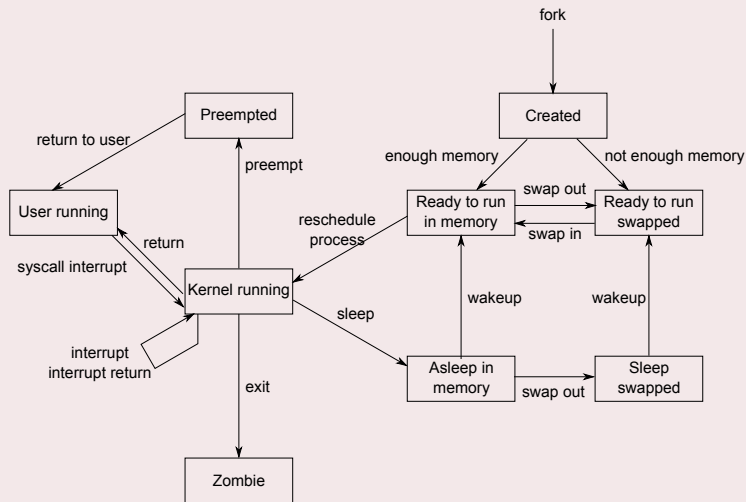 fork
Preempted
Created
return to user
preempt
enough memory
not enough memory
User running
Ready to run
in memory
swap out
swap in
Ready to run
swapped
return
syscall interrupt
reschedule
process
Kernel running
sleep
wakeup
wakeup
interrupt
interrupt return
Asleep in
memory
swap out
Sleep
swapped
exit
Zombie